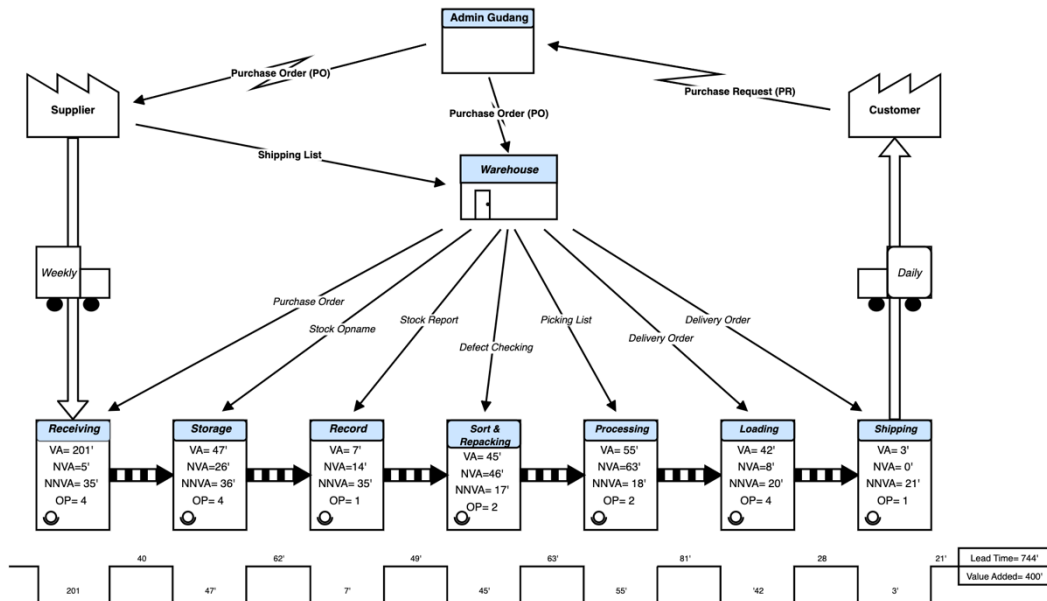 Admin Gudang
Purchase Order (PO)
Purchase Request (PR)
Supplier
Customer
Purchase Order (PO)
Shipping List
Warehouse
Weekly
Daily
Purchase Order
Stock Opname
Stock Report
Defect Checking
Picking List
Delivery Order
Delivery Order
Receiving
VA= 201'
NVA=5'
NNVA= 35'
OP= 4
Storage
VA= 47'
NVA=26'
NNVA= 36'
OP= 4
Record
VA= 7'
NVA=14'
NNVA= 35'
OP= 1
Sort &
Repacking
VA= 45'
NVA=46'
NNVA= 17'
OP= 2
Processing
VA= 55'
NVA=63'
NNVA= 18'
OP= 2
Loading
VA= 42'
NVA=8'
NNVA= 20'
OP= 4
Shipping
VA= 3'
NVA= 0'
NNVA= 21'
OP= 1
40
62'
49'
63'
81'
28
21'
Lead Time= 744'
201
47'
7'
45'
55'
'42
3'
Value Added= 400'